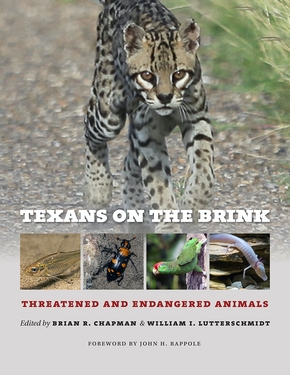 TEXANS ON THE BRINK
THREATENED AND ENDANGERED ANIMALS
Edited by BRIAN R. CHAPMAN & WILLIAM I. LUTTERSCHMIDT
FOREWORD BY JOHN H. RAPPOLE